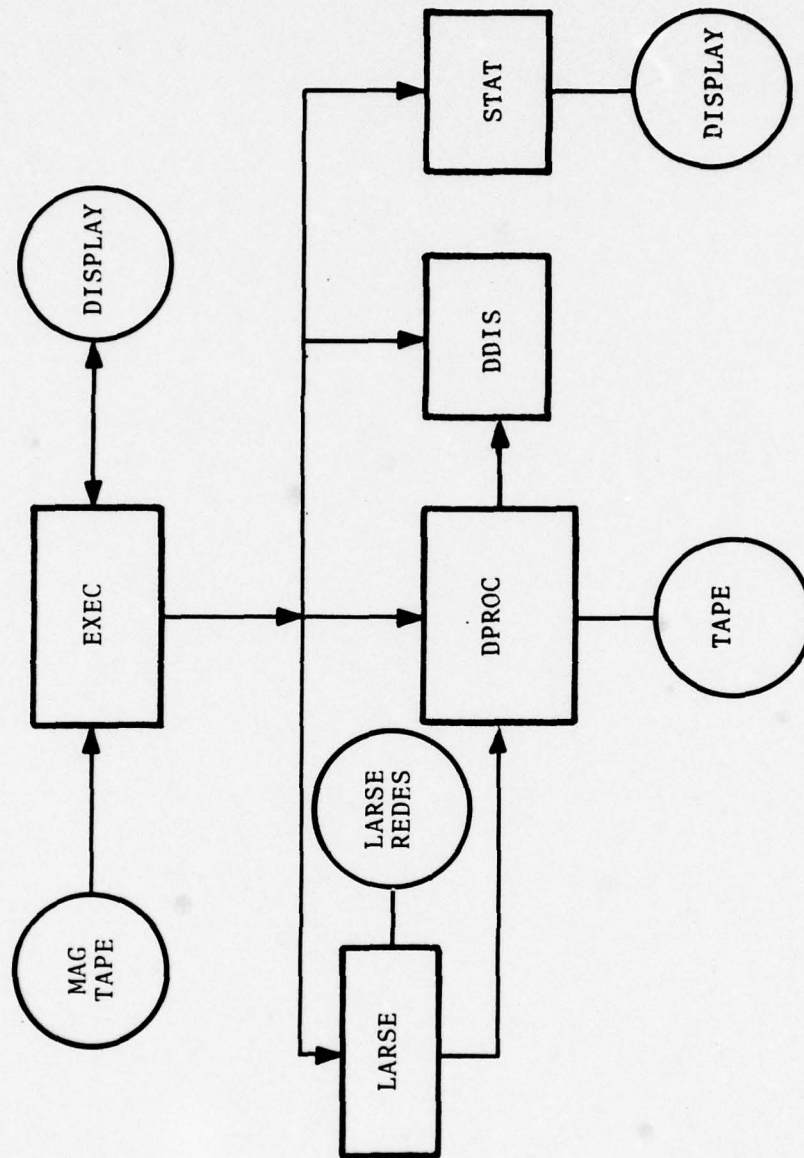 MAG
TAPE
EXEC
DISPLAY
LARSE
LARSE
REDES
DPROC
DDIS
STAT
TAPE
DISPLAY